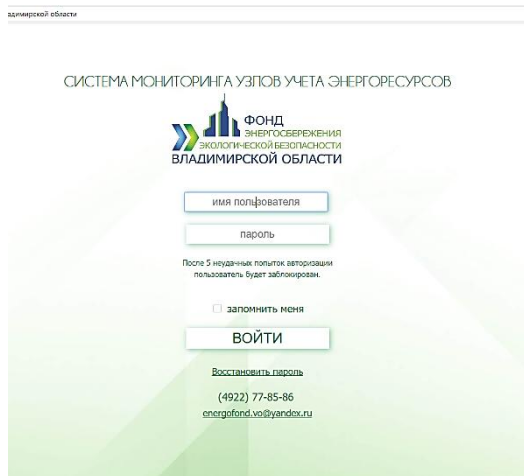 адимирской области
СИСТЕМА МОНИТОРИНГА УЗЛОВ УЧЕТА ЭНЕРГОРЕСУРСОВ
ФОНД
ЭНЕРГОСБЕРЕЖЕНИЯ
ЭКОЛОГИЧЕСКОЙ БЕЗОПАСНОСТИ
ВЛАДИМИРСКОЙ ОБЛАСТИ
имя пользователя
пароль
После 5 неудачных попыток авторизации
пользователь будет заблокирован.
запомнить меня
ВОЙТИ
Восстановить пароль
(4922) 77-85-86
energofond.vo@yandex.ru